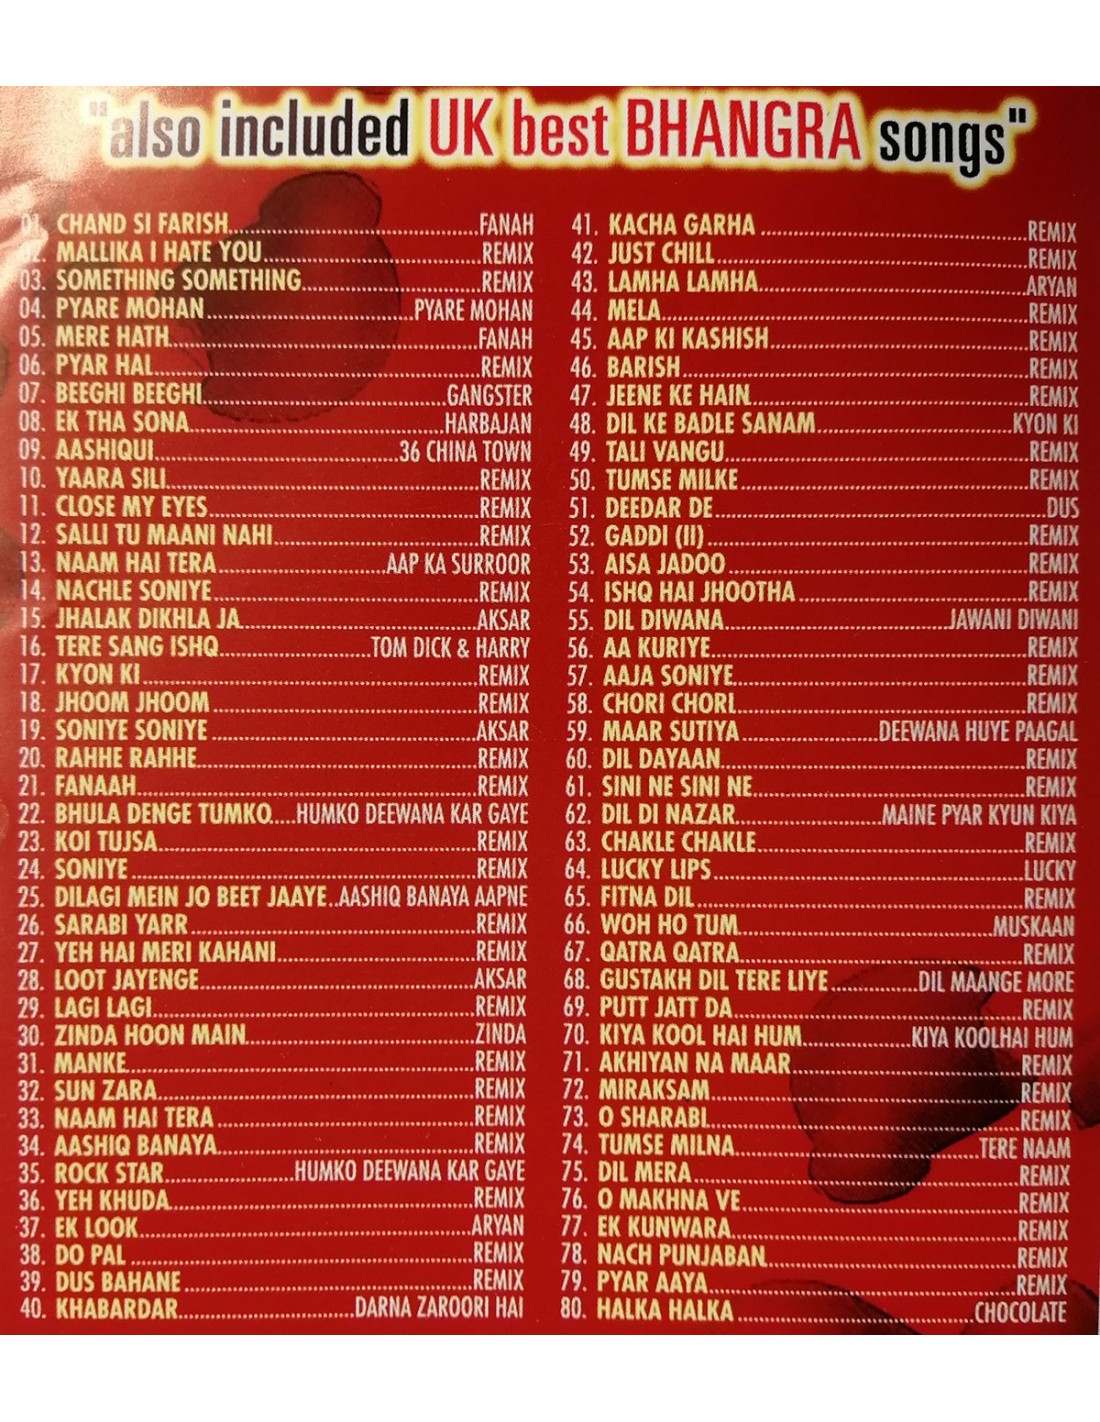 "also included UK best BHANGRA songs"
01. CHAND SI FARISH FANAH
02. MALLIKA I HATE YOU REMIX
03. SOMETHING SOMETHING REMIX
04. PYARE MOHAN PYARE MOHAN
05. MERE HATH FANAH
06. PYAR HAL REMIX
07. BEEGHI BEEGHI GANGSTER
08. EK THA SONA HARBAJAN
09. AASHIQUI 36 CHINA TOWN
10. YAARA SILI REMIX
11. CLOSE MY EYES REMIX
12. SALLI TU MAANI NAHI REMIX
13. NAAM HAI TERA AAP KA SURROOR
14. NACHLE SONIYE REMIX
15. JHALAK DIKHLA JA AKSAR
16. TERE SANG ISHQ TOM DICK & HARRY
17. KYON KI REMIX
18. JHOOM JHOOM REMIX
19. SONIYE SONIYE AKSAR
20. RAHHE RAHHE REMIX
21. FANAAH REMIX
22. BHULA DENGE TUMKO HUMKO DEEWANA KAR GAYE
23. KOI TUJSA REMIX
24. SONIYE REMIX
25. DILAGI MEIN JO BEET JAAYE AASHIQ BANAYA AAPNE
26. SARABI YARR REMIX
27. YEH HAI MERI KAHANI REMIX
28. LOOT JAYENGE AKSAR
29. LAGI LAGI REMIX
30. ZINDA HOON MAIN ZINDA
31. MANKE REMIX
32. SUN ZARA REMIX
33. NAAM HAI TERA REMIX
34. AASHIQ BANAYA REMIX
35. ROCK STAR HUMKO DEEWANA KAR GAYE
36. YEH KHUDA REMIX
37. EK LOOK ARYAN
38. DO PAL REMIX
39. DUS BAHANE REMIX
40. KHABARDAR DARNA ZAROORI HAI
41. KACHA GARHA REMIX
42. JUST CHILL REMIX
43. LAMHA LAMHA ARYAN
44. MELA REMIX
45. AAP KI KASHISH REMIX
46. BARISH REMIX
47. JEENE KE HAIN REMIX
48. DIL KE BADLE SANAM KYON KI
49. TALI VANGU REMIX
50. TUMSE MILKE REMIX
51. DEEDAR DE DUS
52. GADDI (II) REMIX
53. AISA JADOO REMIX
54. ISHQ HAI JHOOTHA REMIX
55. DIL DIWANA JAWANI DIWANI
56. AA KURIYE REMIX
57. AAJA SONIYE REMIX
58. CHORI CHORI REMIX
59. MAAR SUTIYA DEEWANA HUYE PAAGAL
60. DIL DAYAAN REMIX
61. SINI NE SINI NE REMIX
62. DIL DI NAZAR MAINE PYAR KYUN KIYA
63. CHAKLE CHAKLE REMIX
64. LUCKY LIPS LUCKY
65. FITNA DIL REMIX
66. WOH HO TUM MUSKAAN
67. QATRA QATRA REMIX
68. GUSTAKH DIL TERE LIYE DIL MAANGE MORE
69. PUTT JATT DA REMIX
70. KIYA KOOL HAI HUM KIYA KOOLHAI HUM
71. AKHIYAN NA MAAR REMIX
72. MIRAKSAM REMIX
73. O SHARABI REMIX
74. TUMSE MILNA TERE NAAM
75. DIL MERA REMIX
76. O MAKHNA VE REMIX
77. EK KUNWARA REMIX
78. NACH PUNJABAN REMIX
79. PYAR AAYA REMIX
80. HALKA HALKA CHOCOLATE